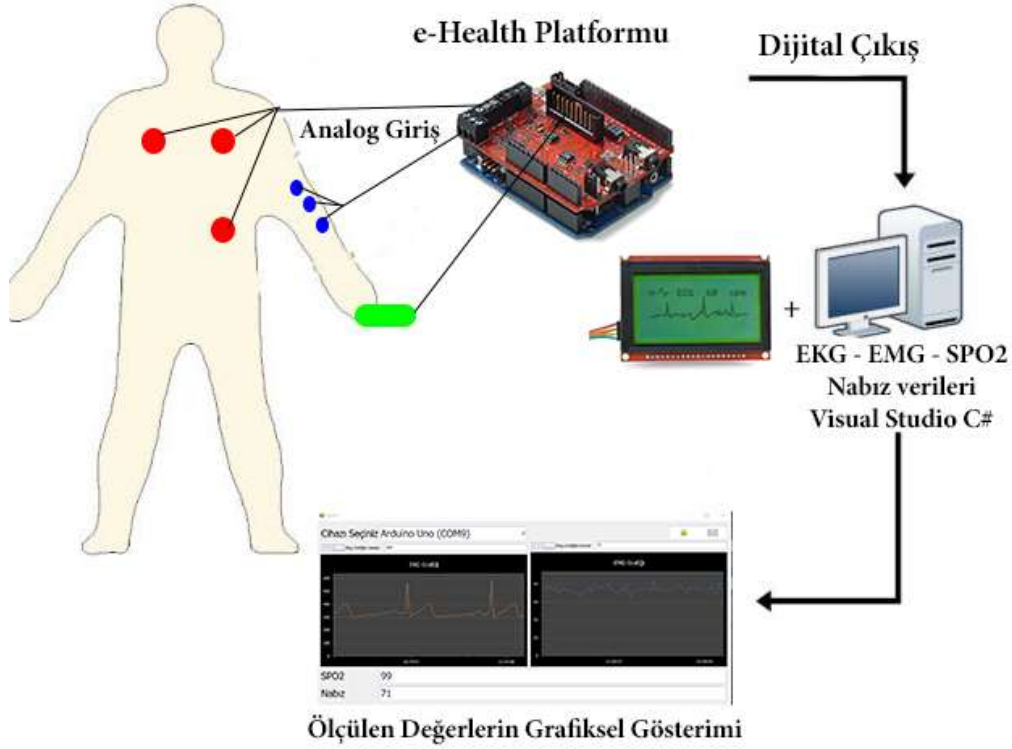 e-Health Platformu
Dijital Çıkış
Analog Giriş
+
EKG - EMG - SPO2
Nabız verileri
Visual Studio C#
Cihazı Seçiniz Arduino Uno (COM9)
SPO2 99
Nabız 71
Ölçülen Değerlerin Grafiksel Gösterimi